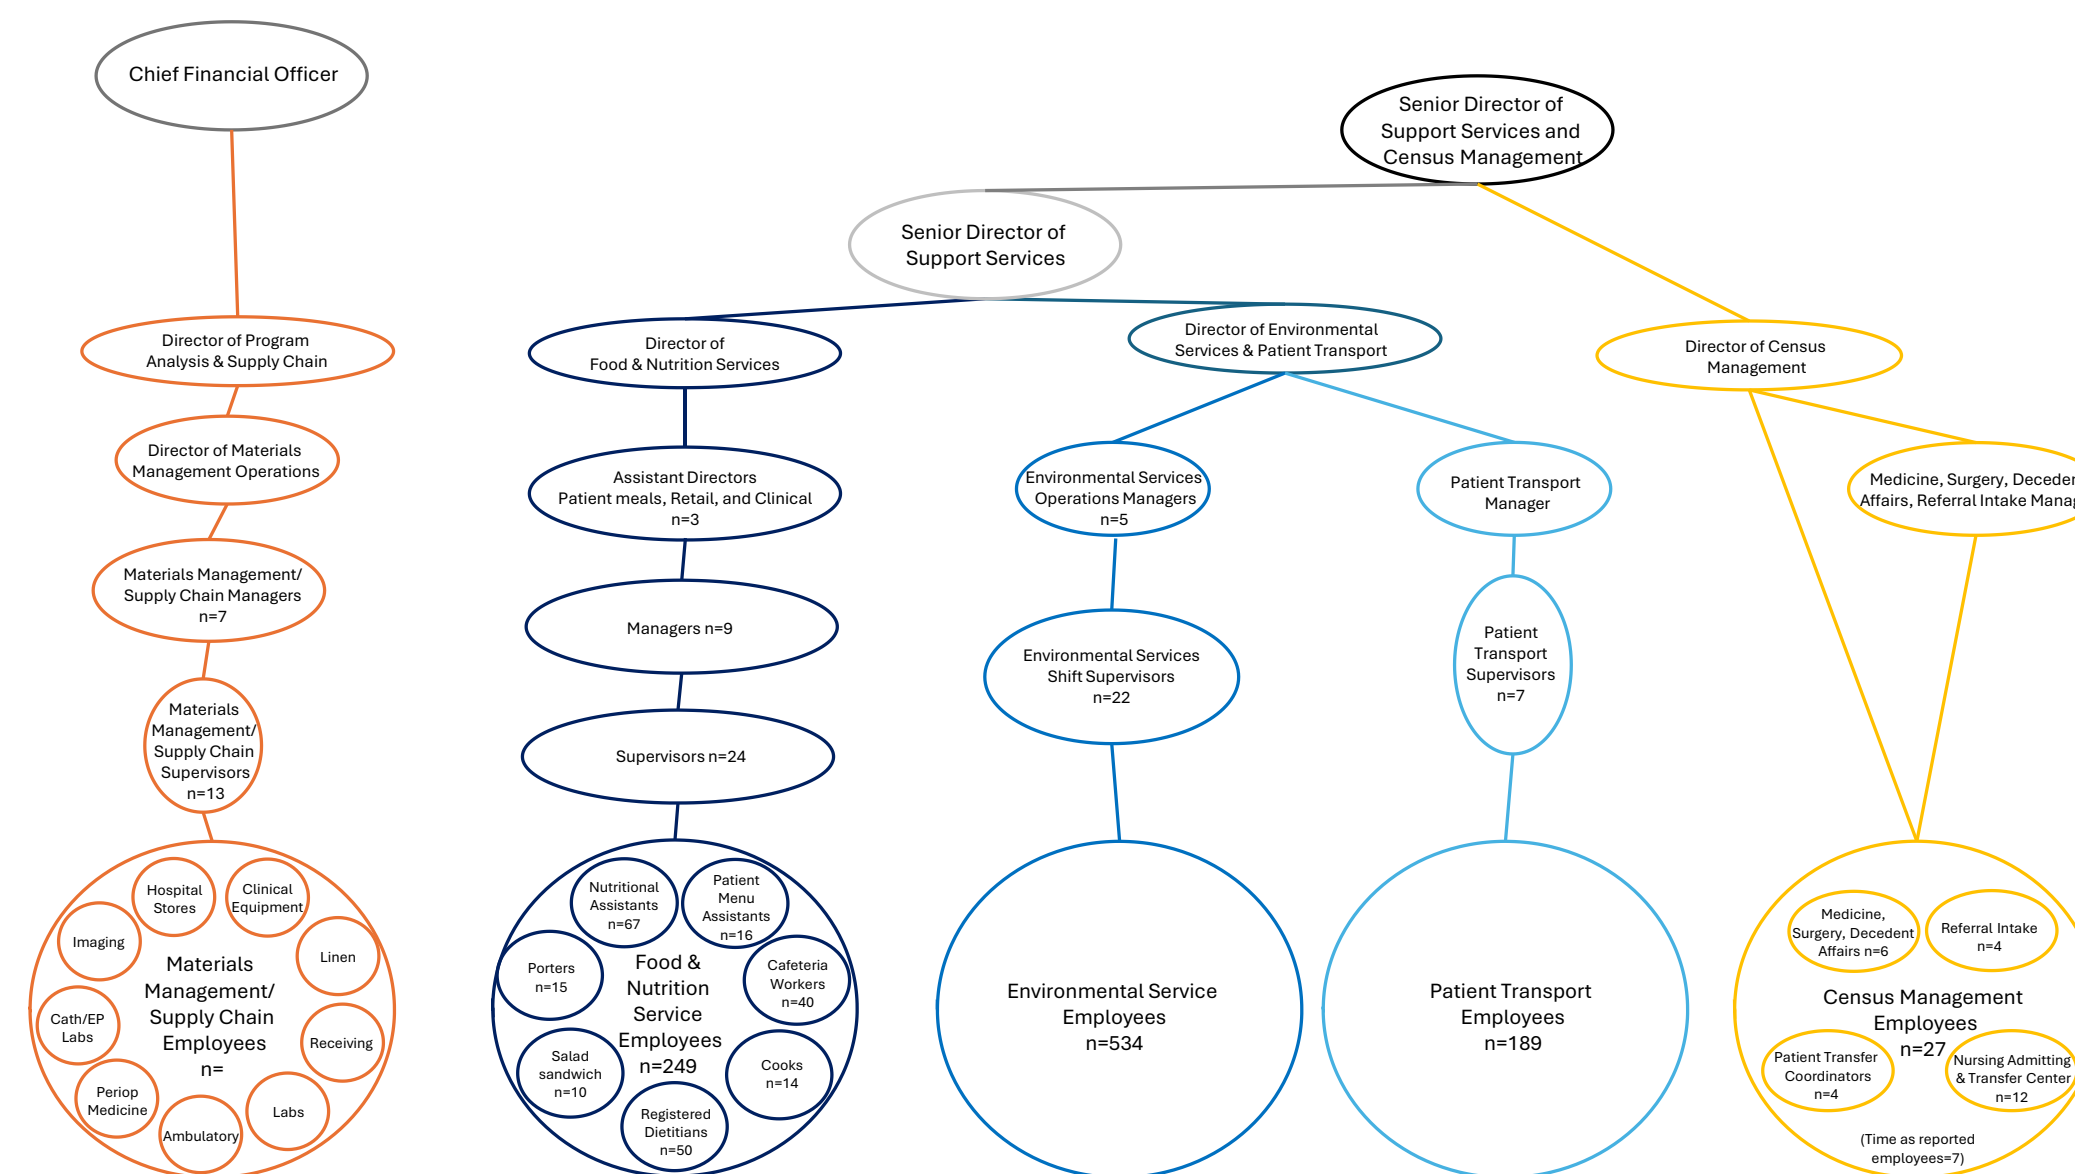 Chief Financial Officer
Senior Director of
Support Services and
Census Management
Senior Director of
Support Services
Director of Program
Analysis & Supply Chain
Director of
Food & Nutrition Services
Director of Environmental
Services & Patient Transport
Director of Census
Management
Director of Materials
Management Operations
Assistant Directors
Patient meals, Retail, and Clinical
n=3
Environmental Services
Operations Managers
n=5
Patient Transport
Manager
Medicine, Surgery,
Affairs, Referral Intake
Materials Management/
Supply Chain Managers
n=7
Managers n=9
Environmental Services
Shift Supervisors
n=22
Patient
Transport
Supervisors
n=7
Materials
Management/
Supply Chain
Supervisors
n=13
Supervisors n=24
Hospital
Stores
Clinical
Equipment
Imaging
Linen
Cath/EP
Labs
Receiving
Periop
Medicine
Labs
Ambulatory
Materials
Management/
Supply Chain
Employees
n=
Nutritional
Assistants
n=67
Patient
Menu
Assistants
n=16
Porters
n=15
Cafeteria
Workers
n=40
Salad
sandwich
n=10
Cooks
n=14
Registered
Dietitians
n=50
Food &
Nutrition
Service
Employees
n=249
Environmental Service
Employees
n=534
Patient Transport
Employees
n=189
Medicine,
Surgery, Decedent
Affairs n=6
Referral Intake
n=4
Census Management
Employees
n=27
Patient Transfer
Coordinators
n=4
Nursing Admitting
& Transfer Center
n=12
(Time as reported
employees=7)